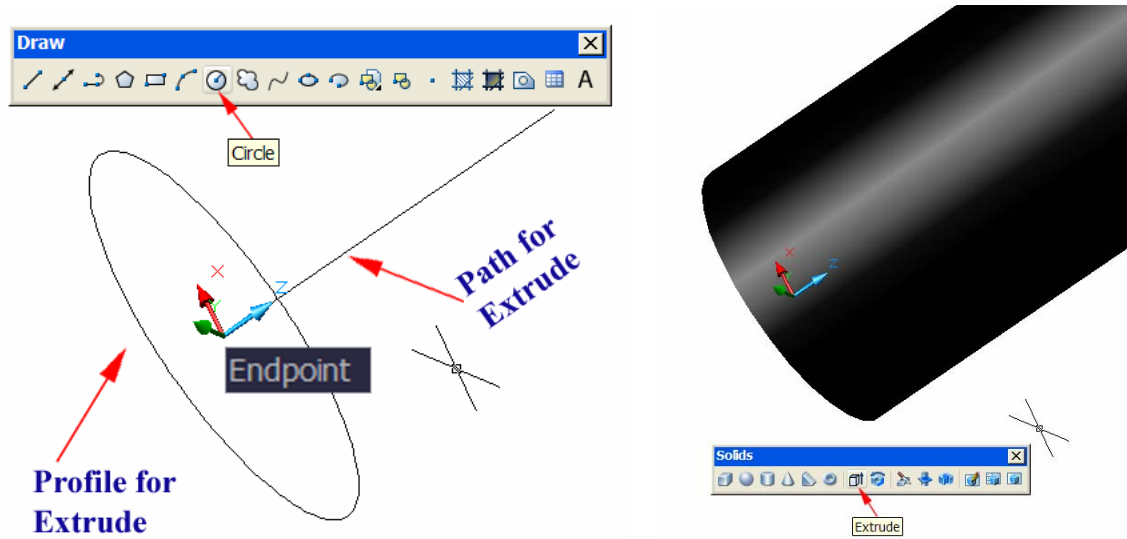 Draw
A
Circle
X
Y
Z
Endpoint
Path for
Extrude
Profile for
Extrude
X
Y
Z
Solids
Extrude